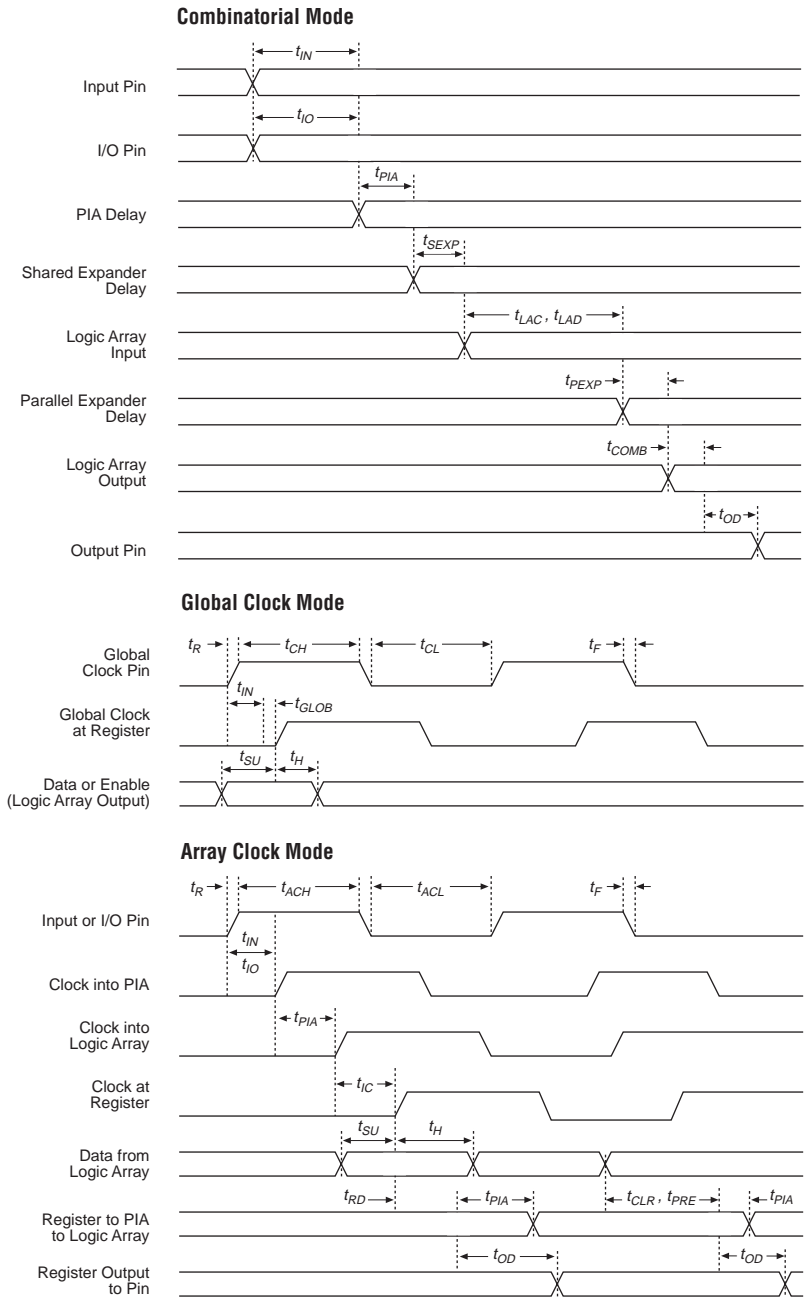 Combinatorial Mode
tIN
Input Pin
tIO
I/O Pin
tPIA
PIA Delay
tSEXP
Shared Expander
Delay
tLAC , tLAD
Logic Array
Input
tPEXP
Parallel Expander
Delay
tCOMB
Logic Array
Output
tOD
Output Pin
Global Clock Mode
tR
tCH
tCL
tF
Global
Clock Pin
tIN
tGLOB
Global Clock
at Register
tSU
tH
Data or Enable
(Logic Array Output)
Array Clock Mode
tR
tACH
tACL
tF
Input or I/O Pin
tIN
tIO
Clock into PIA
tPIA
Clock into
Logic Array
tIC
Clock at
Register
tSU
tH
Data from
Logic Array
tRD
tPIA
tCLR , tPRE
tPIA
Register to PIA
to Logic Array
tOD
tOD
Register Output
to Pin